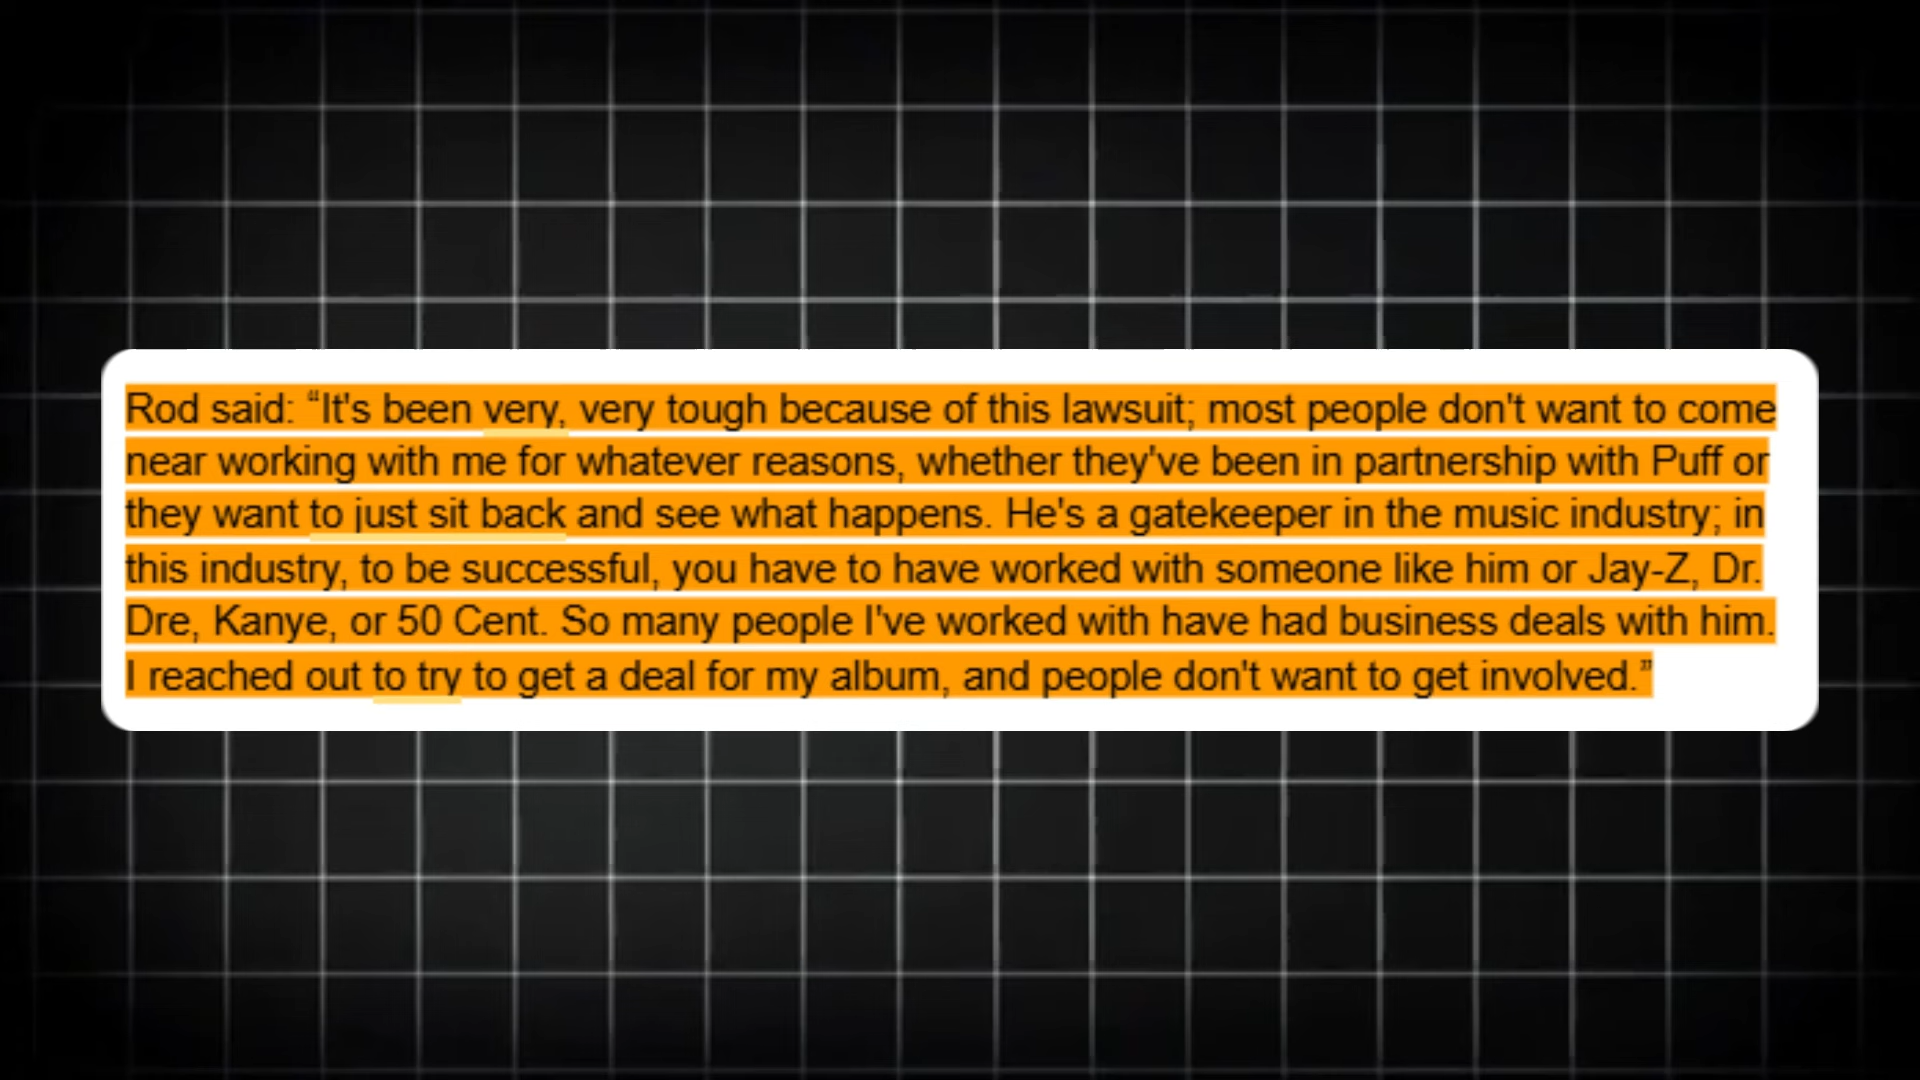 Rod said: “It's been very, very tough because of this lawsuit; most people don't want to come
near working with me for whatever reasons, whether they've been in partnership with Puff or
they want to just sit back and see what happens. He's a gatekeeper in the music industry; in
this industry, to be successful, you have to have worked with someone like him or Jay-Z, Dr.
Dre, Kanye, or 50 Cent. So many people I've worked with have had business deals with him.
I reached out to try to get a deal for my album, and people don't want to get involved.”